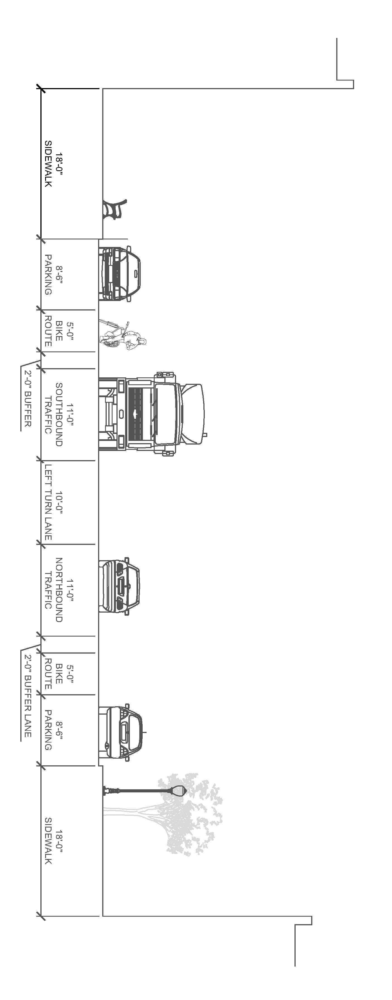 18'-0"
SIDEWALK
8'-6"
PARKING
5'-0"
BIKE
ROUTE
2'-0" BUFFER
11'-0"
SOUTHBOUND
TRAFFIC
10'-0"
LEFT TURN LANE
11'-0"
NORTHBOUND
TRAFFIC
2'-0" BUFFER LANE
5'-0"
BIKE
ROUTE
8'-6"
PARKING
18'-0"
SIDEWALK